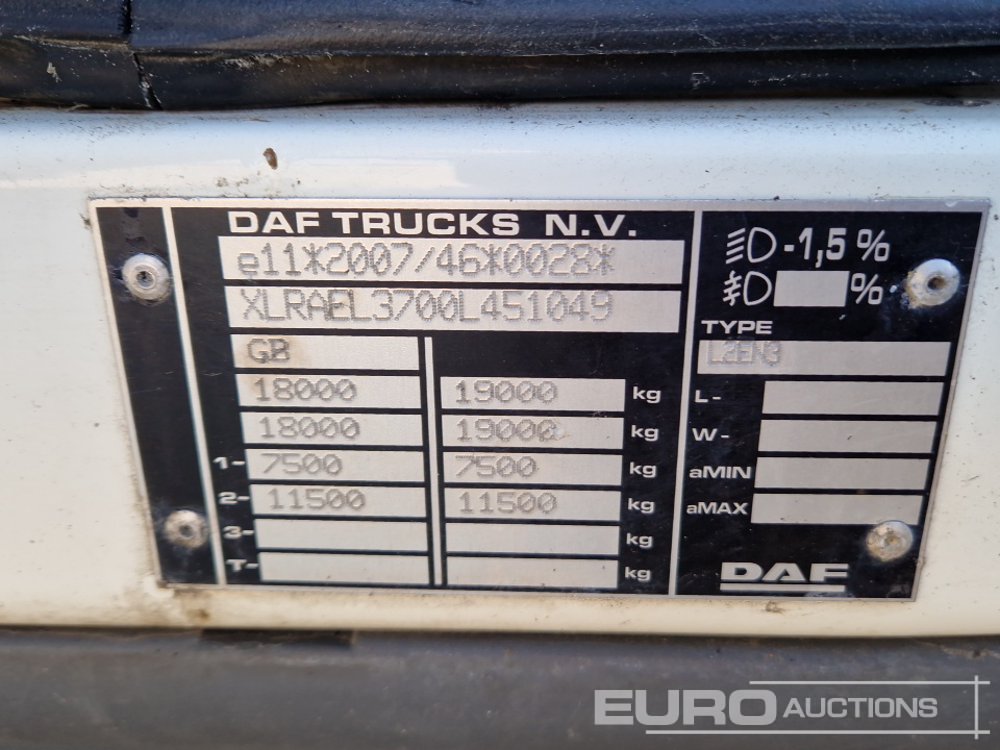 DAF TRUCKS N.V.
e11*2007/46*0028*
XLRAEL3700L451049
GB
18000 19000 kg
18000 19000 kg
1- 7500 7500 kg
2- 11500 11500 kg
3- kg
T- kg
-1,5 %
%
TYPE
L2EN3
L-
W-
aMIN
aMAX
DAF
EURO AUCTIONS